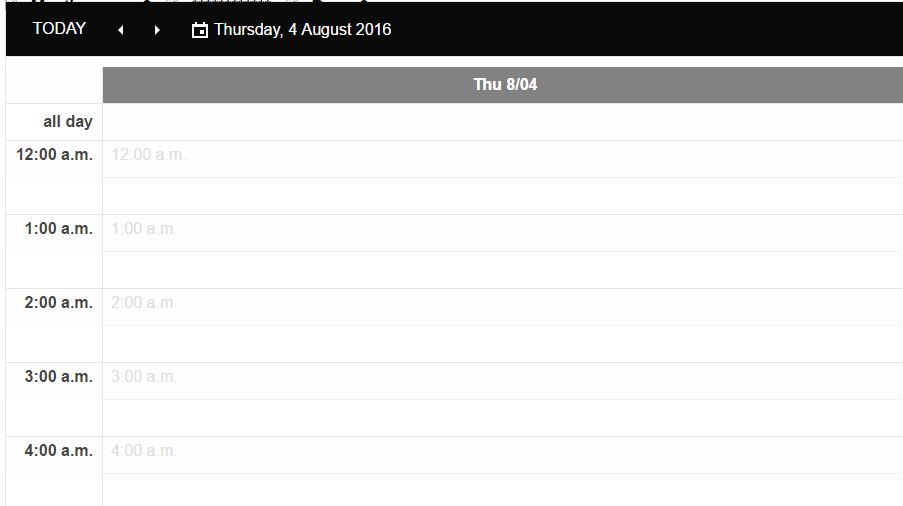 TODAY Thursday, 4 August 2016
Thu 8/04
all day
12:00 a.m. 12:00 a.m.
1:00 a.m. 1:00 a.m.
2:00 a.m. 2:00 a.m.
3:00 a.m. 3:00 a.m.
4:00 a.m. 4:00 a.m.